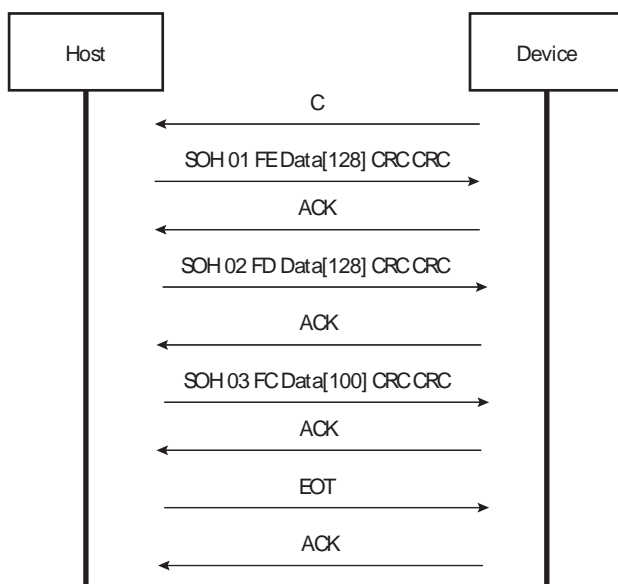 Host
Device
C
SOH 01 FE Data[128] CRC CRC
ACK
SOH 02 FD Data[128] CRC CRC
ACK
SOH 03 FC Data[100] CRC CRC
ACK
EOT
ACK